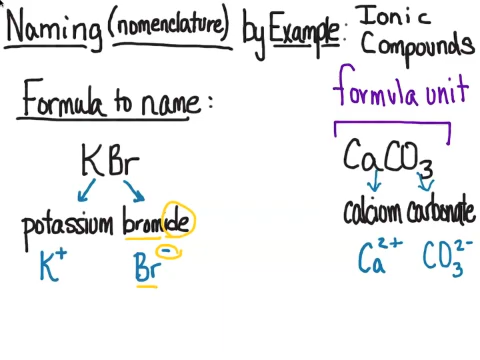 Naming (nomenclature) by Example: Ionic Compounds
Formula to name:
formula unit
KBr
CaCO₃
potassium bromide
calcium carbonate
K⁺ Br⁻
Ca²⁺ CO₃²⁻